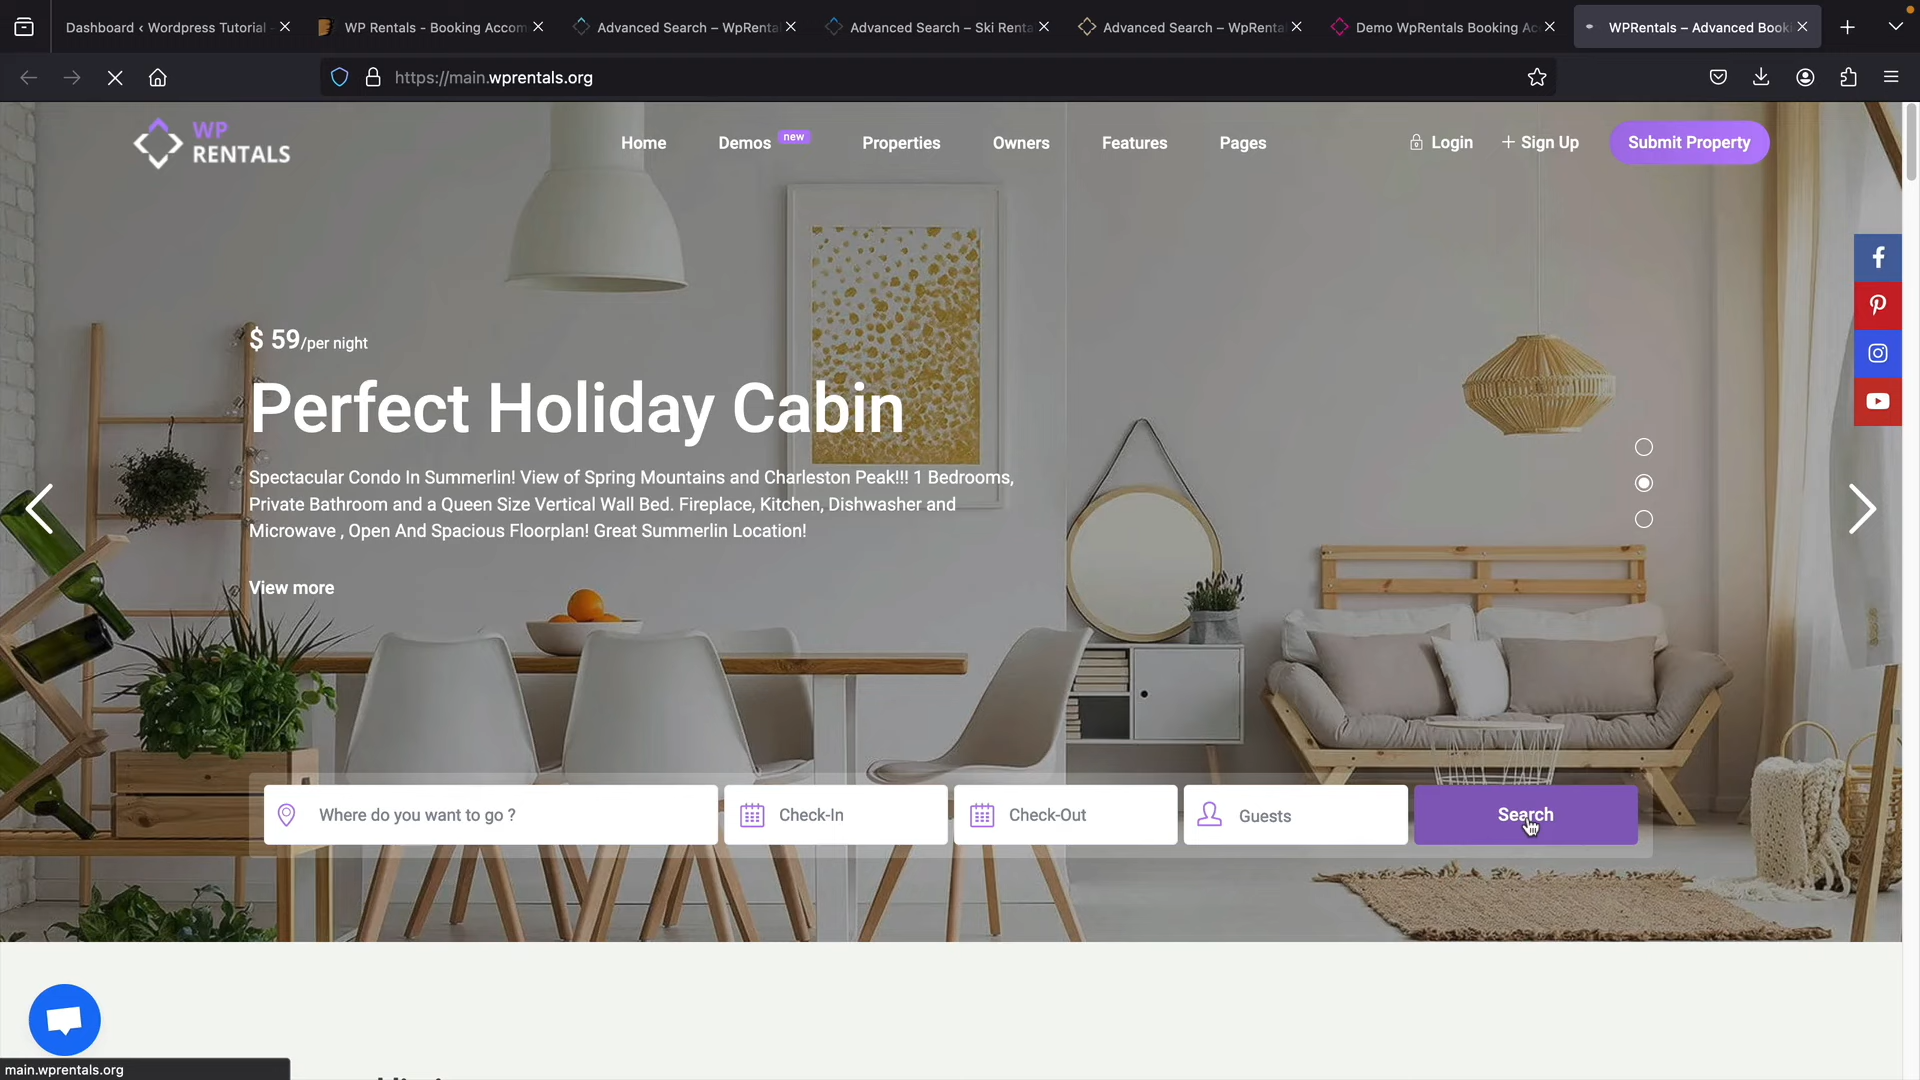 Dashboard ‹ Wordpress Tutorial -
WP Rentals - Booking Accom
Advanced Search – WpRental
Advanced Search – Ski Renta
Advanced Search – WpRental
Demo WpRentals Booking Ac
WPRentals – Advanced Booki
https://main.wprentals.org
WP
RENTALS
Home
Demos
new
Properties
Owners
Features
Pages
Login
+ Sign Up
Submit Property
$ 59/per night
Perfect Holiday Cabin
Spectacular Condo In Summerlin! View of Spring Mountains and Charleston Peak!!! 1 Bedrooms,
Private Bathroom and a Queen Size Vertical Wall Bed. Fireplace, Kitchen, Dishwasher and
Microwave , Open And Spacious Floorplan! Great Summerlin Location!
View more
Where do you want to go ?
Check-In
Check-Out
Guests
Search
main.wprentals.org